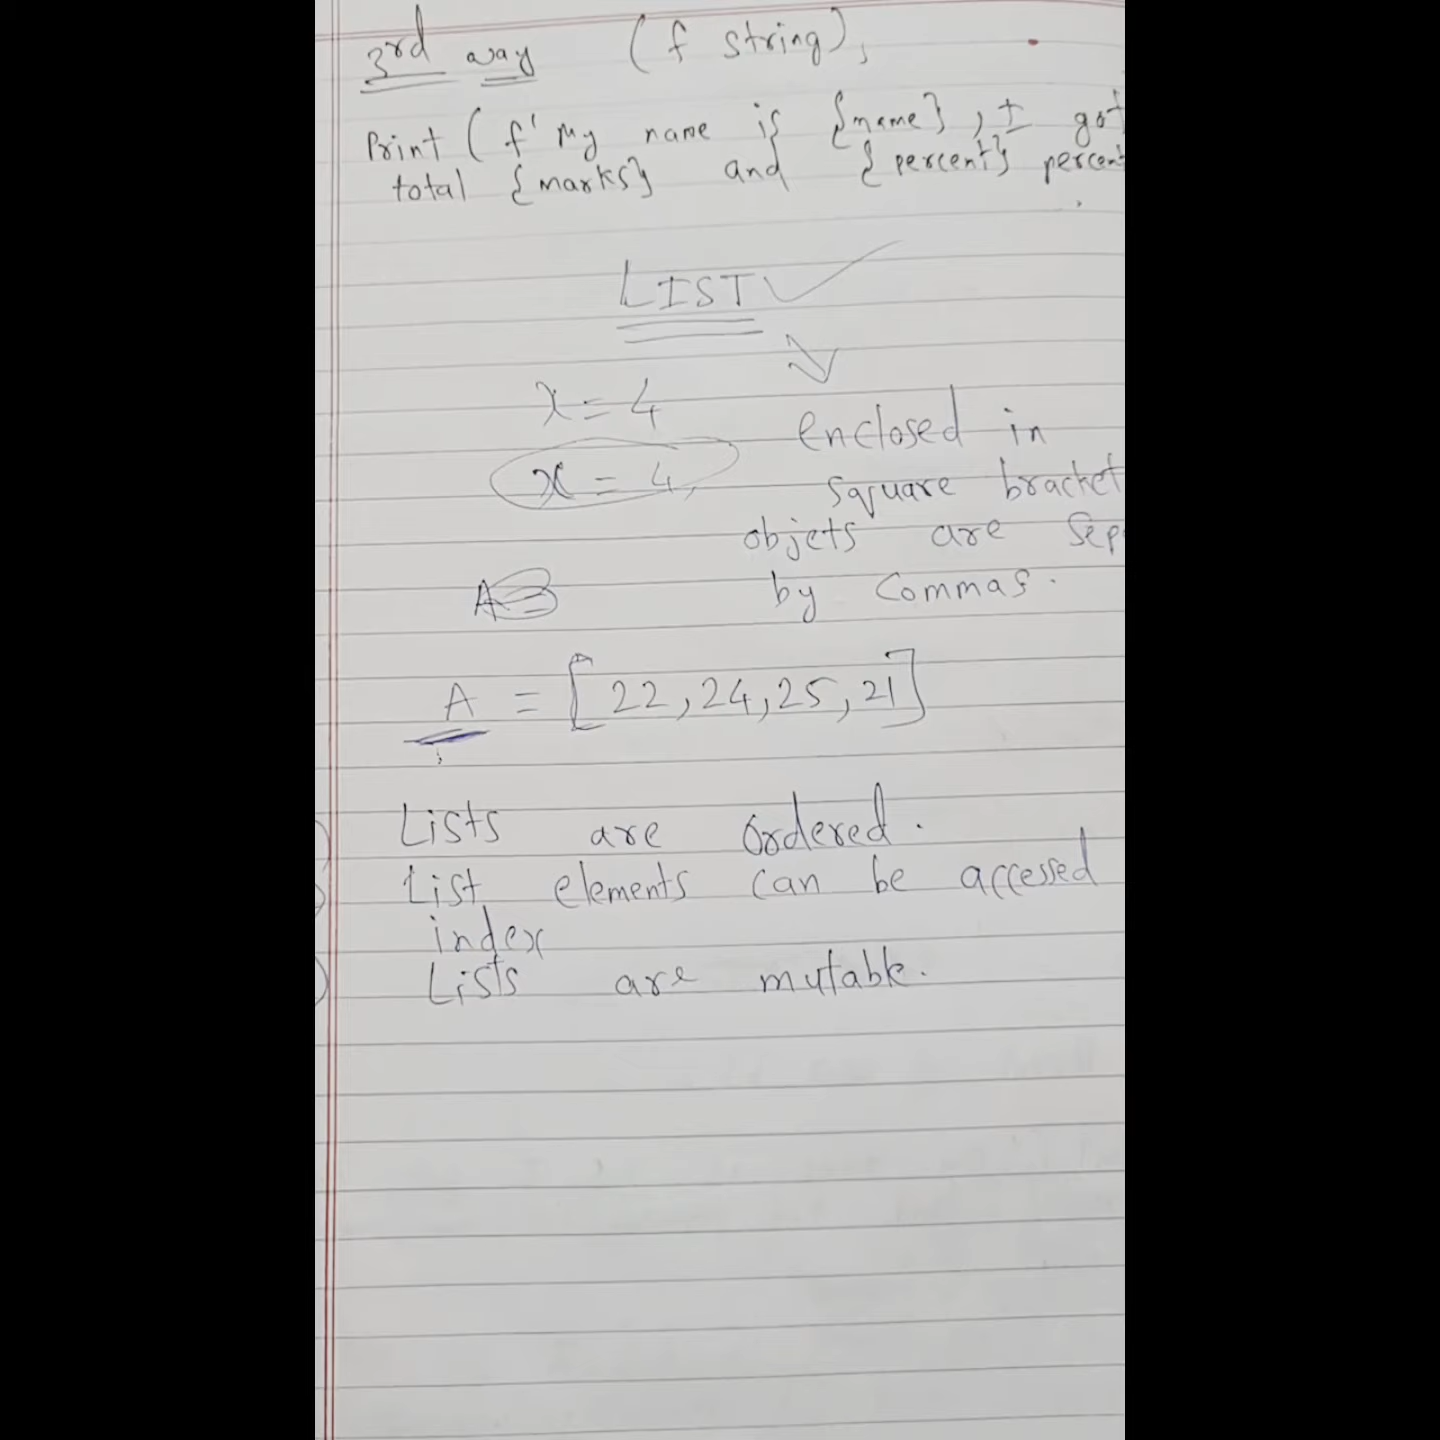 3rd way (f string),
Print (f' My name is {name}, I got
total {marks} and {percent} percent
LIST
x = 4
enclosed in
x = 4,
square bracket
objets are sep
by Commas.
A
A = [22, 24, 25, 21]
Lists are Ordered.
List elements can be accessed
index
Lists are mutable.